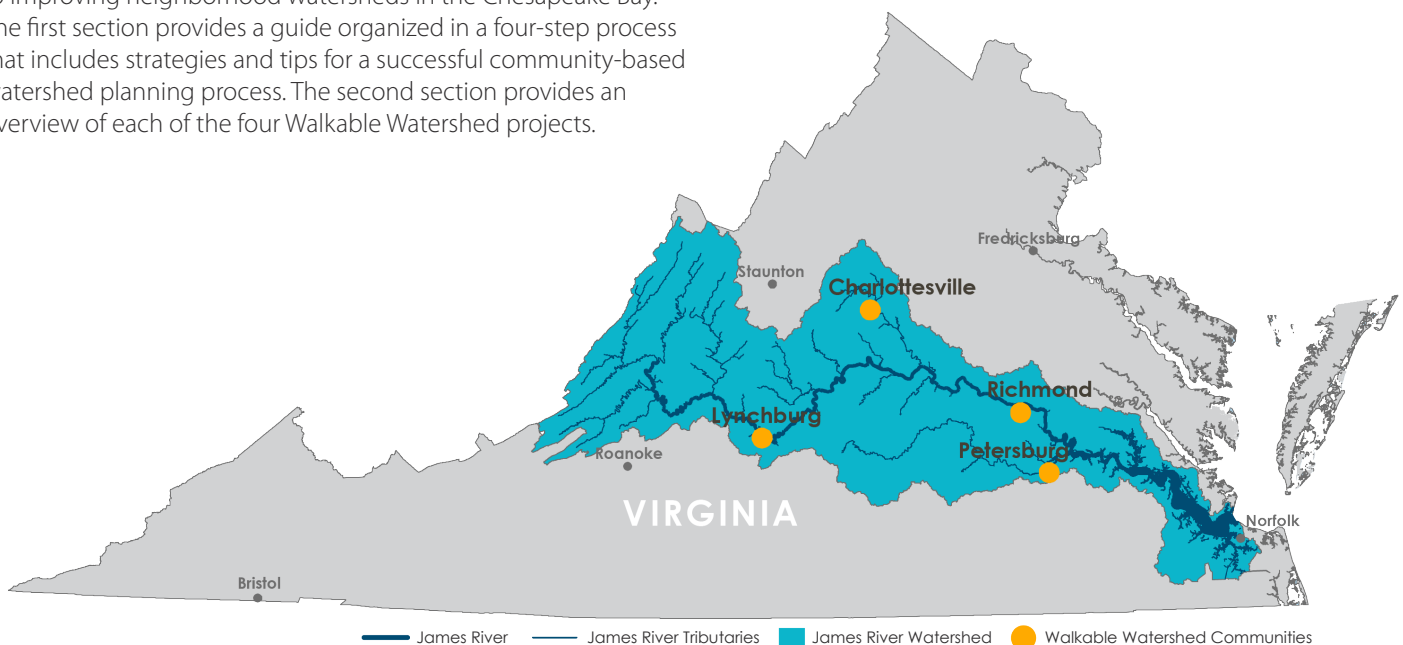 improving neighborhood watersheds in the Chesapeake Bay.
he first section provides a guide organized in a four-step process
hat includes strategies and tips for a successful community-based
atershed planning process. The second section provides an
verview of each of the four Walkable Watershed projects.
Fredricksburg
Staunton
Charlottesville
Richmond
Lynchburg
Petersburg
Roanoke
VIRGINIA
Norfolk
Bristol
James River James River Tributaries James River Watershed Walkable Watershed Communities